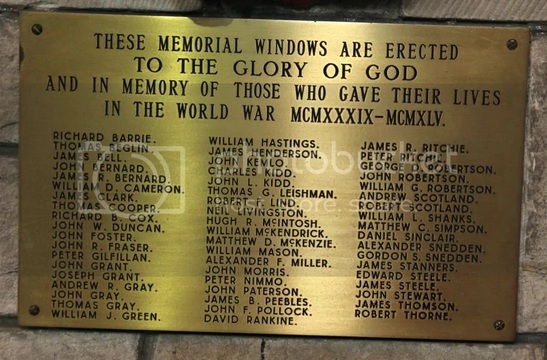 THESE MEMORIAL WINDOWS ARE ERECTED
TO THE GLORY OF GOD
AND IN MEMORY OF THOSE WHO GAVE THEIR LIVES
IN THE WORLD WAR MCMXXXIX–MCMXLV.
RICHARD BARRIE.
THOMAS BEGLIN
JAMES BELL.
JOHN BERNARD.
JAMES R. BERNARD.
WILLIAM D. CAMERON.
JAMES CLARK.
THOMAS COOPER.
RICHARD COX.
JOHN W. DUNCAN.
JOHN FOSTER.
JOHN R. FRASER.
PETER GILFILLAN.
JOHN GRANT.
JOSEPH GRANT.
ANDREW R. GRAY.
JOHN GRAY.
THOMAS GRAY.
WILLIAM J. GREEN.
WILLIAM HASTINGS.
JAMES HENDERSON.
JOHN KEVLIN.
CHARLES KIDD.
JOHN L. KIDD.
THOMAS G. LEISHMAN.
ROBERT LIND.
NEIL LIVINGSTON.
HUGH R. McINTOSH.
WILLIAM McKENDRICK.
MATTHEW D. McKENZIE.
WILLIAM MASON.
ALEXANDER F. MILLER.
JOHN MORRIS.
PETER NIMMO.
JOHN PATERSON.
JAMES B. PEEBLES.
JOHN F. POLLOCK.
DAVID RANKINE.
JAMES R. RITCHIE.
PETER RITCHIE.
GEORGE ROBERTSON.
JOHN ROBERTSON.
WILLIAM G. ROBERTSON.
ANDREW SCOTLAND.
ROBERT SCOTLAND.
WILLIAM L. SHANKS.
MATTHEW C. SIMPSON.
DANIEL SINCLAIR.
ALEXANDER SNEDDEN.
GORDON S. SNEDDEN.
JAMES STANNERS.
EDWARD STEELE.
JAMES STEELE.
JOHN STEWART.
JAMES THOMSON.
ROBERT THORNE.
photobucket